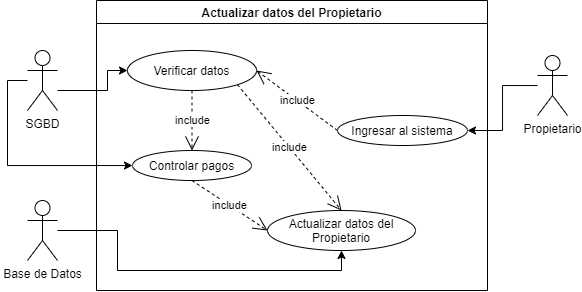 Actualizar datos del Propietario
Verificar datos
SGBD
include
include
Ingresar al sistema
Propietario
include
include
Controlar pagos
include
Actualizar datos del
Propietario
Base de Datos